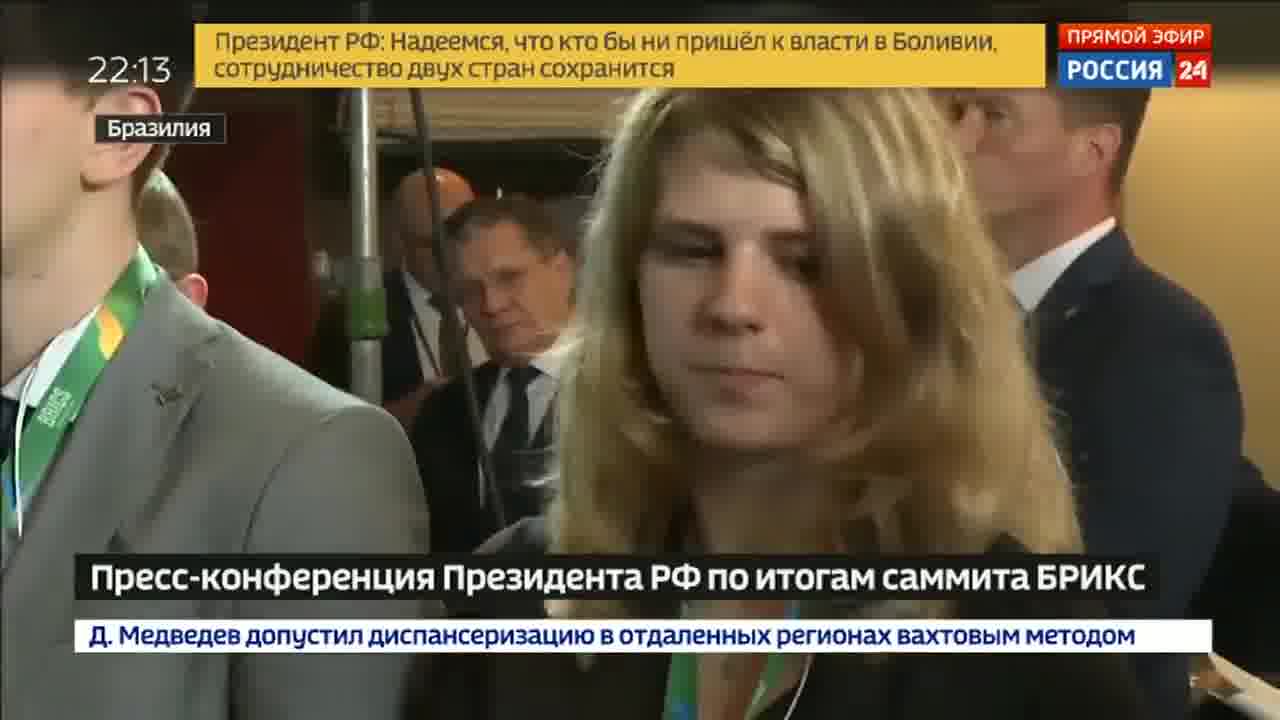 22:13
Президент РФ: Надеемся, что кто бы ни пришёл к власти в Боливии,
сотрудничество двух стран сохранится
ПРЯМОЙ ЭФИР
РОССИЯ 24
Бразилия
BRICS
Пресс-конференция Президента РФ по итогам саммита БРИКС
Д. Медведев допустил диспансеризацию в отдаленных регионах вахтовым методом